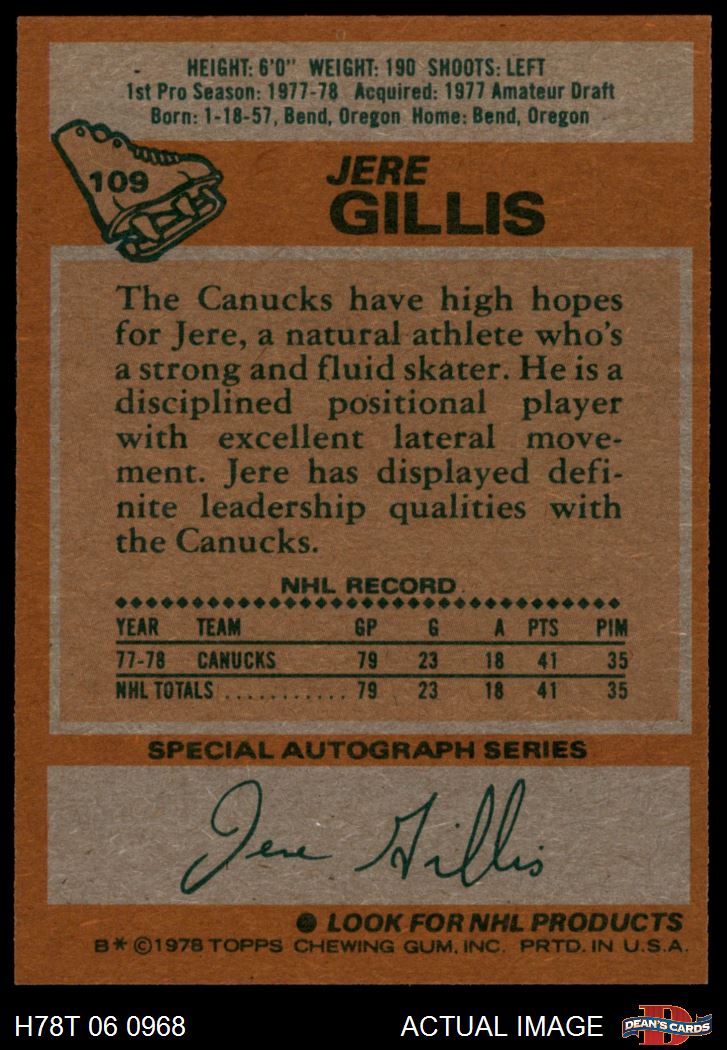 HEIGHT: 6'0" WEIGHT: 190 SHOOTS: LEFT
1st Pro Season: 1977-78 Acquired: 1977 Amateur Draft
Born: 1-18-57, Bend, Oregon Home: Bend, Oregon
109
JERE
GILLIS
The Canucks have high hopes
for Jere, a natural athlete who's
a strong and fluid skater. He is a
disciplined positional player
with excellent lateral move-
ment. Jere has displayed defi-
nite leadership qualities with
the Canucks.
NHL RECORD
YEAR TEAM GP G A PTS PIM
77-78 CANUCKS 79 23 18 41 35
NHL TOTALS ............ 79 23 18 41 35
SPECIAL AUTOGRAPH SERIES
Jere Gillis
LOOK FOR NHL PRODUCTS
B* ©1978 TOPPS CHEWING GUM, INC. PRTD. IN U.S.A.
H78T 06 0968 ACTUAL IMAGE D DEAN'S CARDS